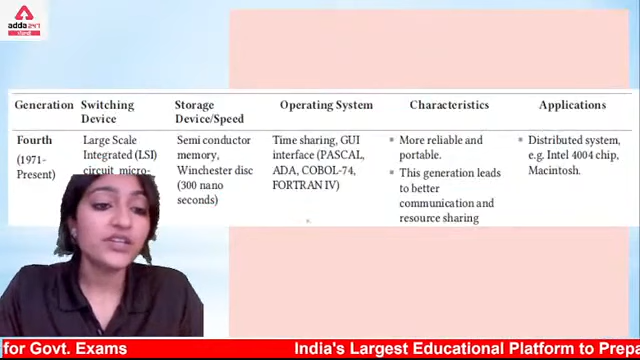 adda247
Generation Switching Device Storage Device/Speed Operating System Characteristics Applications
Fourth
(1971-
Present)
Large Scale
Integrated (LSI)
circuit, micro-
Semi conductor
memory,
Winchester disc
(300 nano
seconds)
Time sharing, GUI
interface (PASCAL,
ADA, COBOL-74,
FORTRAN IV)
More reliable and
portable.
This generation leads
to better
communication and
resource sharing
Distributed system,
e.g. Intel 4004 chip,
Macintosh.
for Govt. Exams India's Largest Educational Platform to Prepa